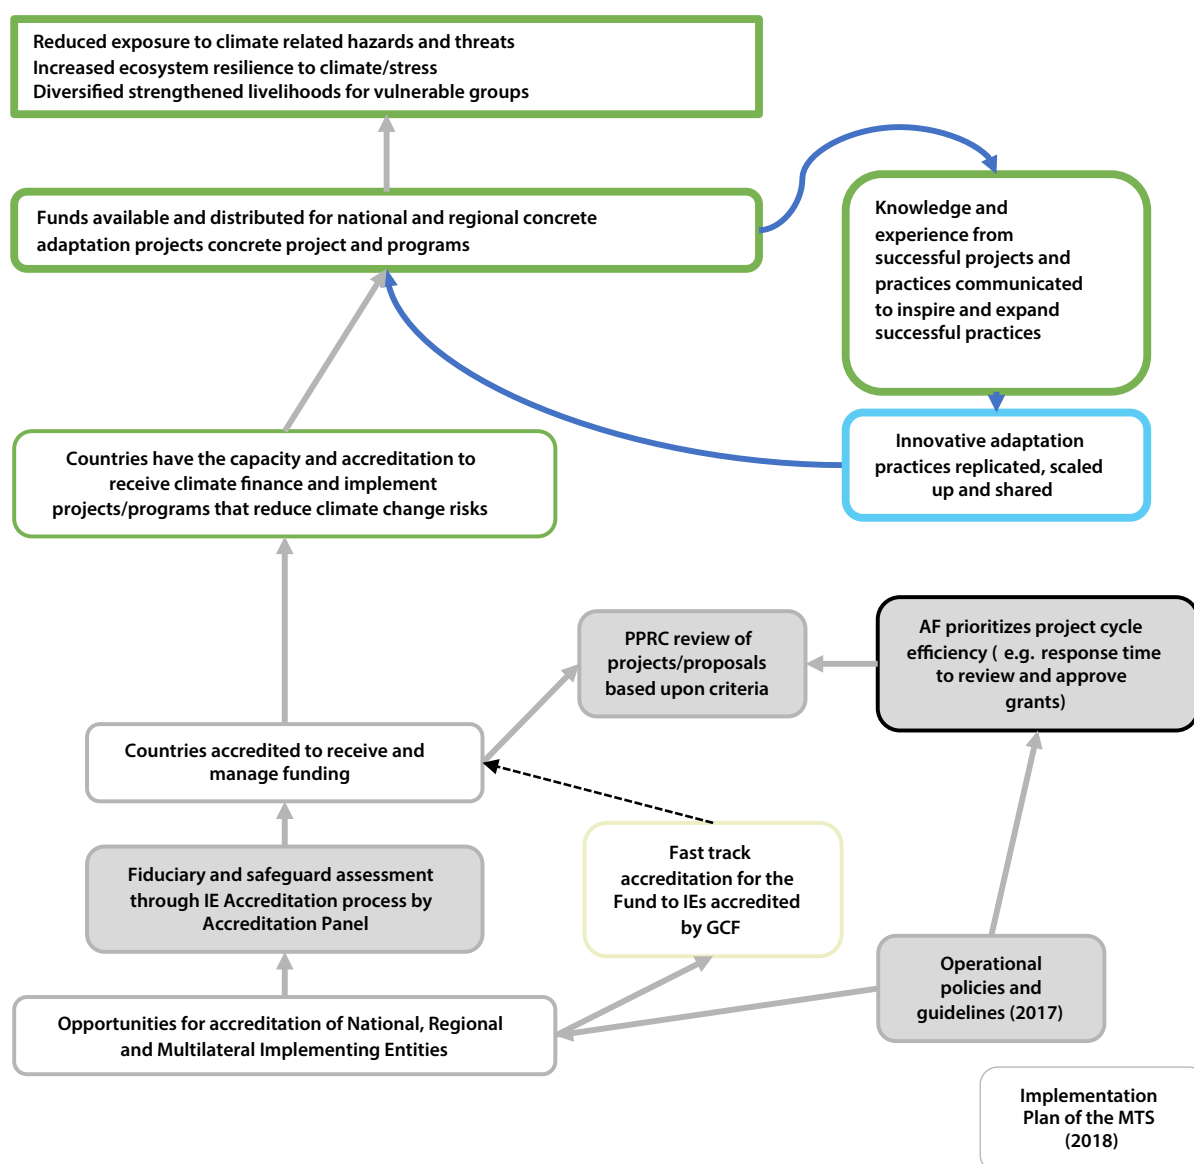 Reduced exposure to climate related hazards and threats
Increased ecosystem resilience to climate/stress
Diversified strengthened livelihoods for vulnerable groups
Funds available and distributed for national and regional concrete
adaptation projects concrete project and programs
Knowledge and
experience from
successful projects and
practices communicated
to inspire and expand
successful practices
Innovative adaptation
practices replicated, scaled
up and shared
Countries have the capacity and accreditation to
receive climate finance and implement
projects/programs that reduce climate change risks
PPRC review of
projects/proposals
based upon criteria
AF prioritizes project cycle
efficiency ( e.g. response time
to review and approve
grants)
Countries accredited to receive and
manage funding
Fast track
accreditation for the
Fund to IEs accredited
by GCF
Fiduciary and safeguard assessment
through IE Accreditation process by
Accreditation Panel
Operational
policies and
guidelines (2017)
Opportunities for accreditation of National, Regional
and Multilateral Implementing Entities
Implementation
Plan of the MTS
(2018)